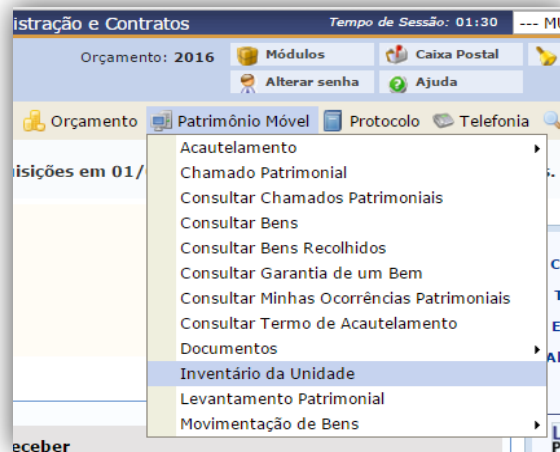 istração e Contratos Tempo de Sessão: 01:30 --- MU
Orçamento: 2016 Módulos Caixa Postal
Alterar senha Ajuda
Orçamento Patrimônio Móvel Protocolo Telefonia
isições em 01/ s.
Acautelamento
Chamado Patrimonial
Consultar Chamados Patrimoniais
Consultar Bens
Consultar Bens Recolhidos
Consultar Garantia de um Bem
Consultar Minhas Ocorrências Patrimoniais
Consultar Termo de Acautelamento
Documentos
Inventário da Unidade
Levantamento Patrimonial
Movimentação de Bens
eceber